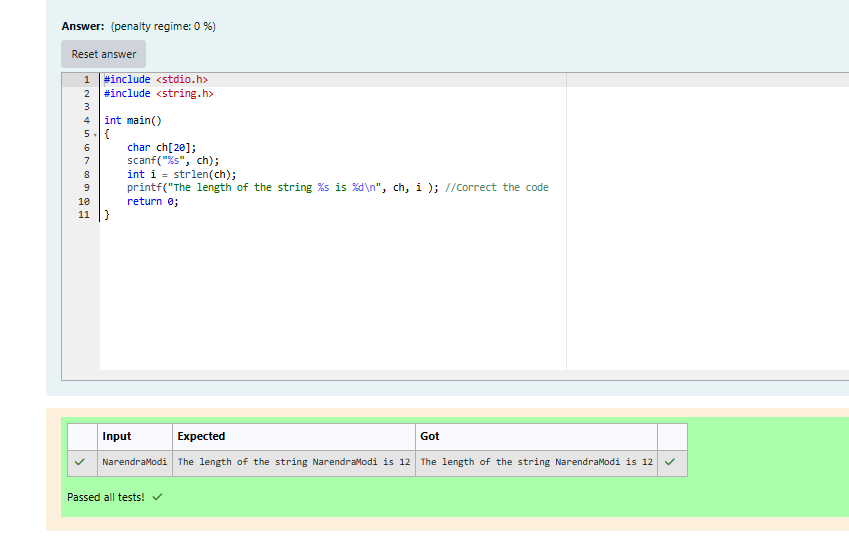 Answer: (penalty regime: 0 %)
Reset answer
1 #include <stdio.h>
2 #include <string.h>
3
4 int main()
5 {
6 char ch[20];
7 scanf("%s", ch);
8 int i = strlen(ch);
9 printf("The length of the string %s is %d\n", ch, i ); //Correct the code
10 return 0;
11 }
Input Expected Got
NarendraModi The length of the string NarendraModi is 12 The length of the string NarendraModi is 12
Passed all tests!